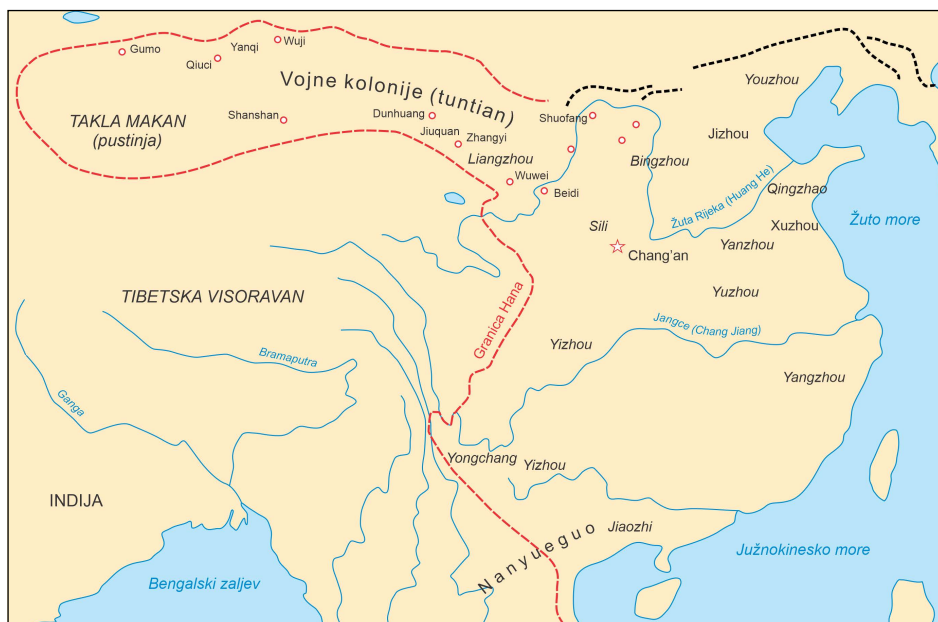 Gumo
Qiuci
Yanqi
Wuji
Vojne kolonije (tuntian)
Youzhou
TAKLA MAKAN
(pustinja)
Shanshan
Dunhuang
Jiuquan
Zhangyi
Liangzhou
Shuofang
Jizhou
Bingzhou
Wuwei
Beidi
Žuta Rijeka (Huang He)
Qingzhao
Sili
Xuzhou
Žuto more
Yanzhou
Chang'an
TIBETSKA VISORAVAN
Yuzhou
Granica Hana
Jangce (Chang Jiang)
Yizhou
Bramaputra
Yangzhou
Ganga
Yongchang
Yizhou
INDIJA
Jiaozhi
Nanyueguo
Južnokinesko more
Bengalski zaljev